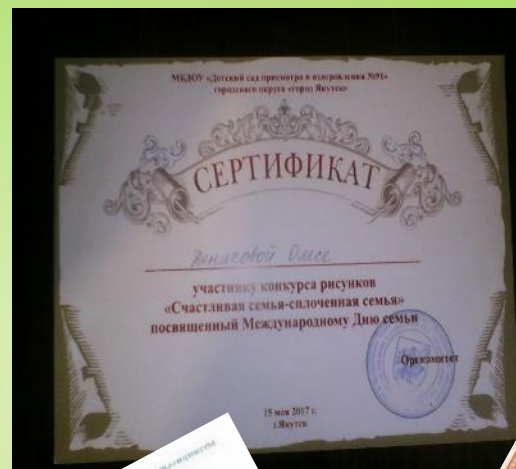 МБДОУ «Детский сад присмотра и оздоровления №91»
городского округа «город Якутск»
СЕРТИФИКАТ
Олесе
участнику конкурса рисунков
«Счастливая семья-сплоченная семья»
посвященный Международному Дню семьи
Оргкомитет
15 мая 2017 г.
г.Якутск